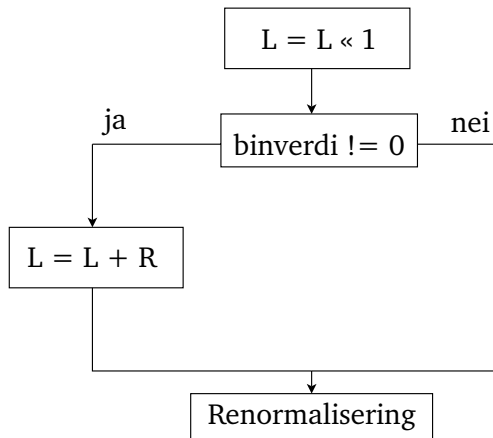 L = L « 1
ja
nei
binverdi != 0
L = L + R
Renormalisering